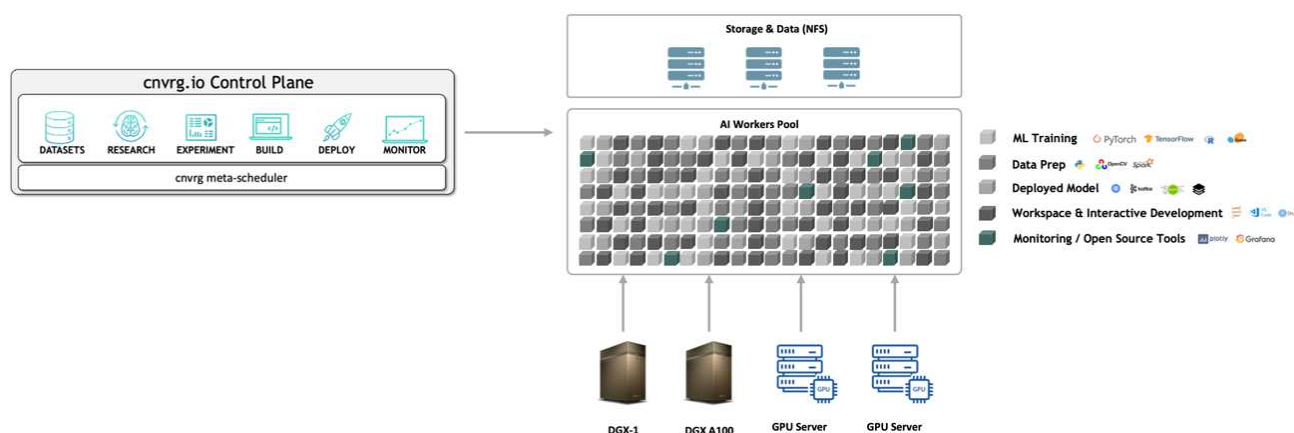 cnvrg.io Control Plane
DATASETS RESEARCH EXPERIMENT BUILD DEPLOY MONITOR
cnvrg meta-scheduler
Storage & Data (NFS)
AI Workers Pool
ML Training PyTorch TensorFlow R
Data Prep OpenCV Spark
Deployed Model kafka
Workspace & Interactive Development
Monitoring / Open Source Tools plotly Grafana
GPU GPU
DGX-1 DGX A100 GPU Server GPU Server